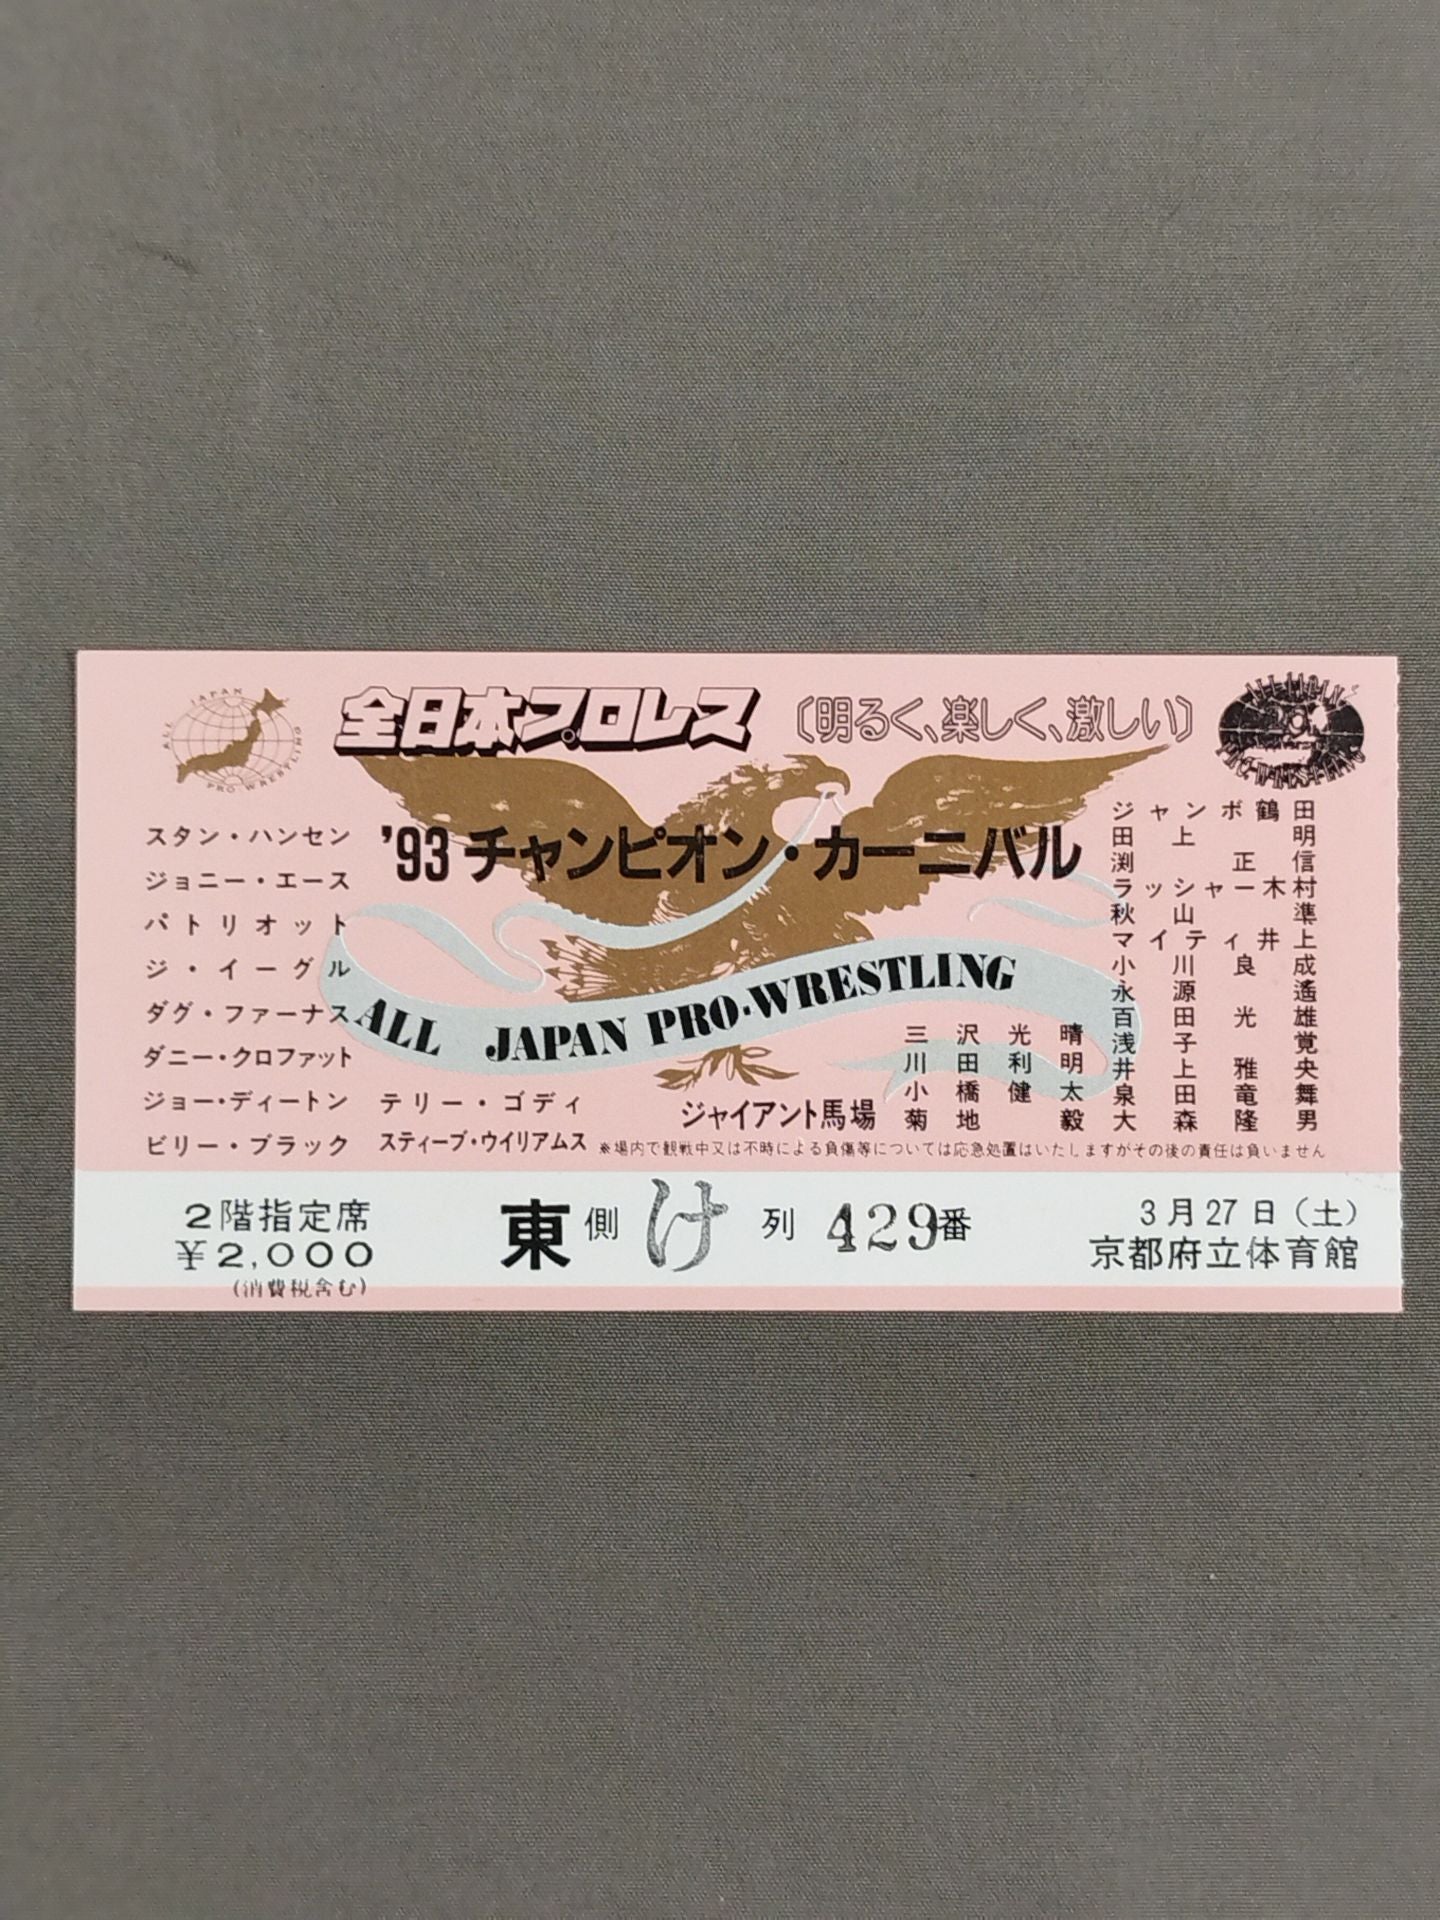 ALL JAPAN PRO WRESTLING
全日本プロレス
〔明るく、楽しく、激しい〕
'93 チャンピオン・カーニバル
ALL JAPAN PRO-WRESTLING
スタン・ハンセン
ジョニー・エース
パトリオット
ジ・イーグル
ダグ・ファーナス
ダニー・クロファット
ジョー・ディートン
ビリー・ブラック
テリー・ゴディ
スティーブ・ウイリアムス
ジャイアント馬場
三沢光晴
川田利明
小橋健太
菊地毅
ジャンボ鶴田
田上明
渕正信
ラッシャー木村
秋山準
マイティ井上
小川良成
永源遙
百田光雄
浅子覚
井上雅央
泉田竜舞
大森隆男
※場内で観戦中又は不時による負傷等については応急処置はいたしますがその後の責任は負いません
2階指定席
¥2,000
(消費税含む)
東側 け列 429番
3月27日(土)
京都府立体育館